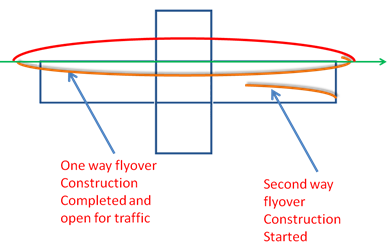 One way flyover
Construction
Completed and
open for traffic
Second way
flyover
Construction
Started